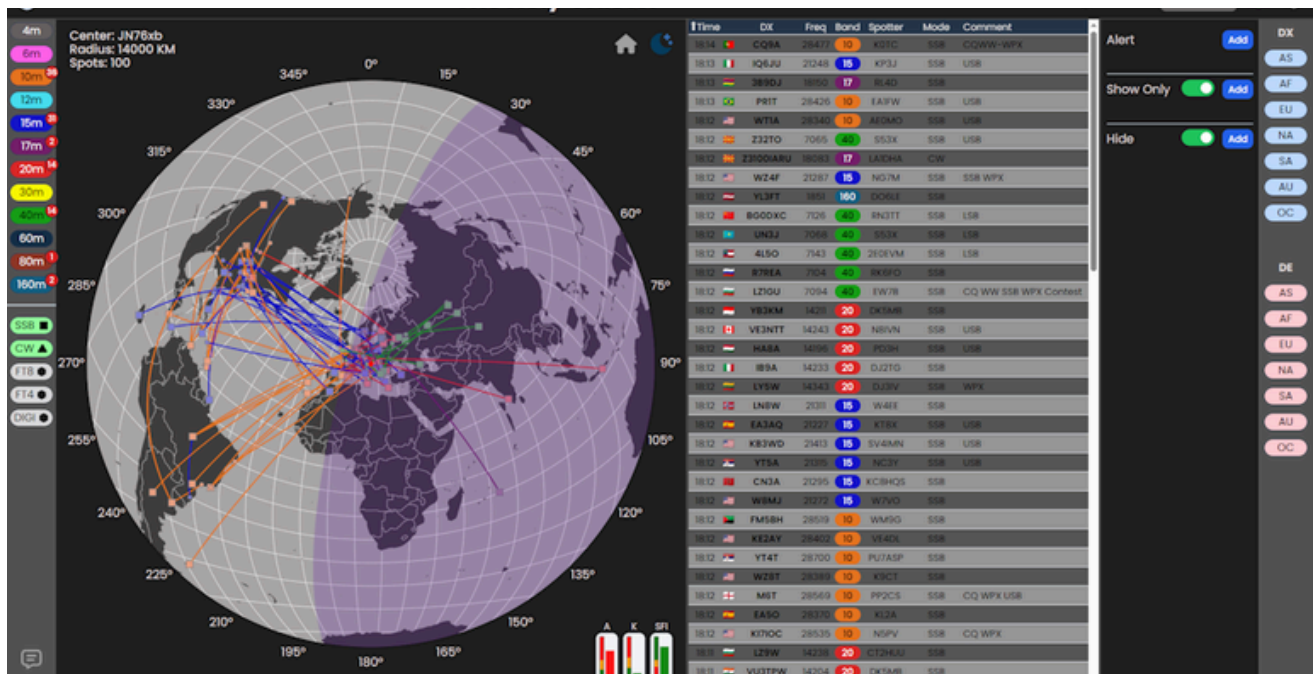 4m
6m
10m 36
12m
15m 31
17m 2
20m 14
30m
40m 14
60m
80m 1
160m 2
SSB
CW
FT8
FT4
DIGI
Center: JN76xb
Radius: 14000 KM
Spots: 100
0°
15°
30°
45°
60°
75°
90°
105°
120°
135°
150°
165°
180°
195°
210°
225°
240°
255°
270°
285°
300°
315°
330°
345°
A K SFI
Time DX Freq Band Spotter Mode Comment
18:14 CQ9A 28477 10 K0TC SSB CQWW-WPX
18:13 IQ6JU 21248 15 KP3J SSB USB
18:13 3B9DJ 18150 17 RL4D SSB
18:13 PR1T 28426 10 EA1FW SSB USB
18:12 WT1A 28340 10 AE0MO SSB USB
18:12 Z32TO 7065 40 S53X SSB USB
18:12 Z3100IARU 18083 17 LA1DHA CW
18:12 WZ4F 21287 15 NG7M SSB SSB WPX
18:12 YL3FT 1851 160 DO6LE SSB
18:12 BG0DXC 7126 40 RN3TT SSB LSB
18:12 UN3J 7068 40 S53X SSB LSB
18:12 4L5O 7143 40 2E0EVM SSB LSB
18:12 R7REA 7104 40 RK6FO SSB
18:12 LZ1GU 7094 40 EW7B SSB CQ WW SSB WPX Contest
18:12 YB3KM 14211 20 DK5MB SSB
18:12 VE3NTT 14243 20 N8IVN SSB USB
18:12 HA8A 14196 20 PD3H SSB USB
18:12 IB9A 14233 20 DJ2TG SSB
18:12 LY5W 14343 20 DJ3IV SSB WPX
18:12 LN8W 21311 15 W4EE SSB
18:12 EA3AQ 21227 15 KT8X SSB USB
18:12 KB3WD 21413 15 SV4IMN SSB USB
18:12 YT5A 21315 15 NC3Y SSB USB
18:12 CN3A 21295 15 KC8HQS SSB
18:12 W8MJ 21272 15 W7VO SSB
18:12 FM5BH 28519 10 WM9G SSB
18:12 KE2AY 28402 10 VE4DL SSB
18:12 YT4T 28700 10 PU7ASP SSB
18:12 WZ8T 28389 10 K9CT SSB
18:12 M6T 28569 10 PP2CS SSB CQ WPX USB
18:12 EA5O 28370 10 KL2A SSB
18:12 KI7IOC 28535 10 N5PV SSB CQ WPX
18:11 LZ9W 14238 20 CT2HUU SSB
18:11 VU3TPW 14204 20 DK5MB SSB
Alert Add
Show Only Add
Hide Add
DX
AS
AF
EU
NA
SA
AU
OC
DE
AS
AF
EU
NA
SA
AU
OC